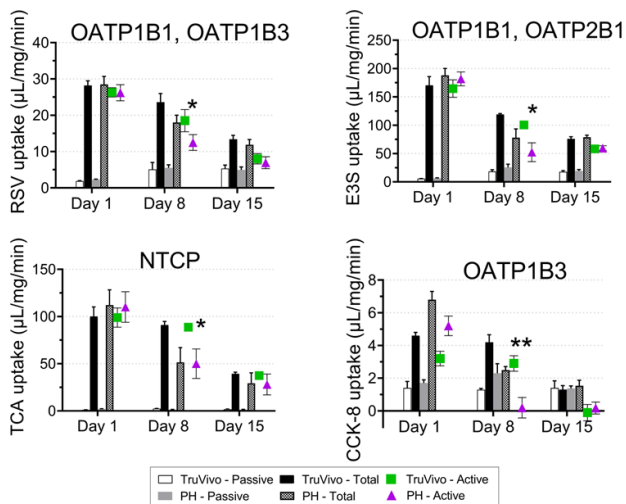 OATP1B1, OATP1B3
RSV uptake (µL/mg/min)
40
30
20
10
0
*
Day 1 Day 8 Day 15
OATP1B1, OATP2B1
E3S uptake (µL/mg/min)
250
200
150
100
50
0
*
Day 1 Day 8 Day 15
NTCP
TCA uptake (µL/mg/min)
150
100
50
0
*
Day 1 Day 8 Day 15
OATP1B3
CCK-8 uptake (µL/mg/min)
8
6
4
2
0
**
Day 1 Day 8 Day 15
TruVivo - Passive TruVivo - Total TruVivo - Active
PH - Passive PH - Total PH - Active